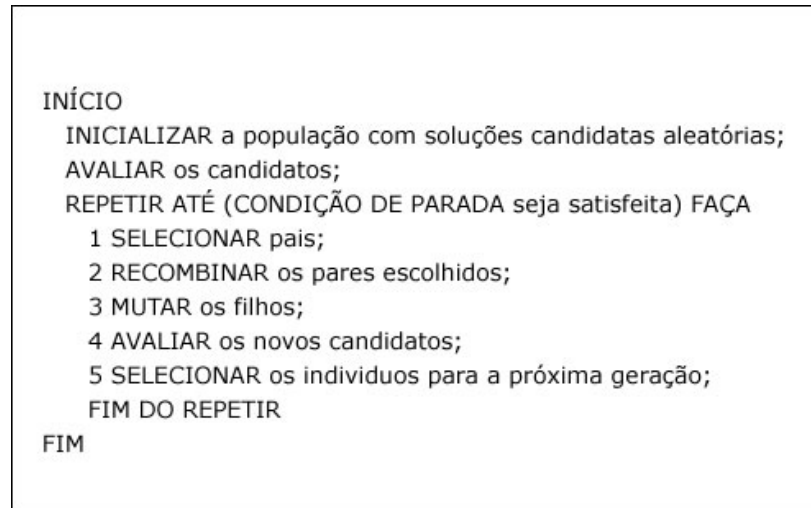 INÍCIO
INICIALIZAR a população com soluções candidatas aleatórias;
AVALIAR os candidatos;
REPETIR ATÉ (CONDIÇÃO DE PARADA seja satisfeita) FAÇA
1 SELECIONAR pais;
2 RECOMBINAR os pares escolhidos;
3 MUTAR os filhos;
4 AVALIAR os novos candidatos;
5 SELECIONAR os individuos para a próxima geração;
FIM DO REPETIR
FIM